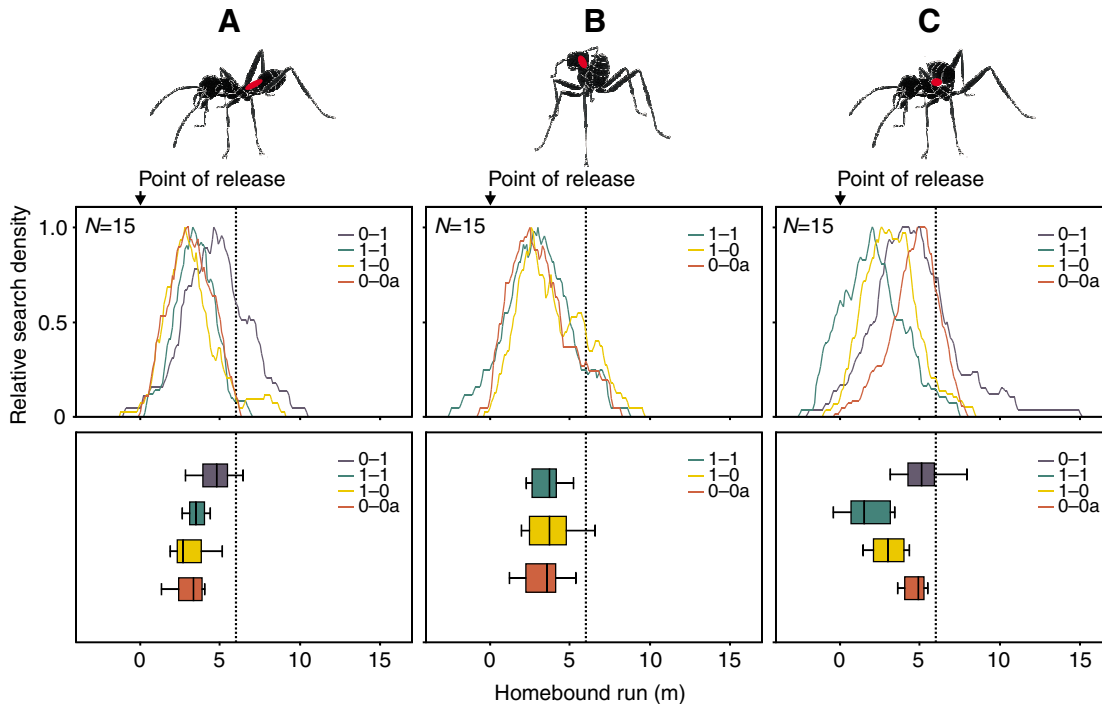 A B C
Point of release Point of release Point of release
Relative search density
1.0
0.5
0
N=15
0–1
1–1
1–0
0–0a
N=15
1–1
1–0
0–0a
N=15
0–1
1–1
1–0
0–0a
0–1
1–1
1–0
0–0a
1–1
1–0
0–0a
0–1
1–1
1–0
0–0a
0 5 10 15 0 5 10 15 0 5 10 15
Homebound run (m)